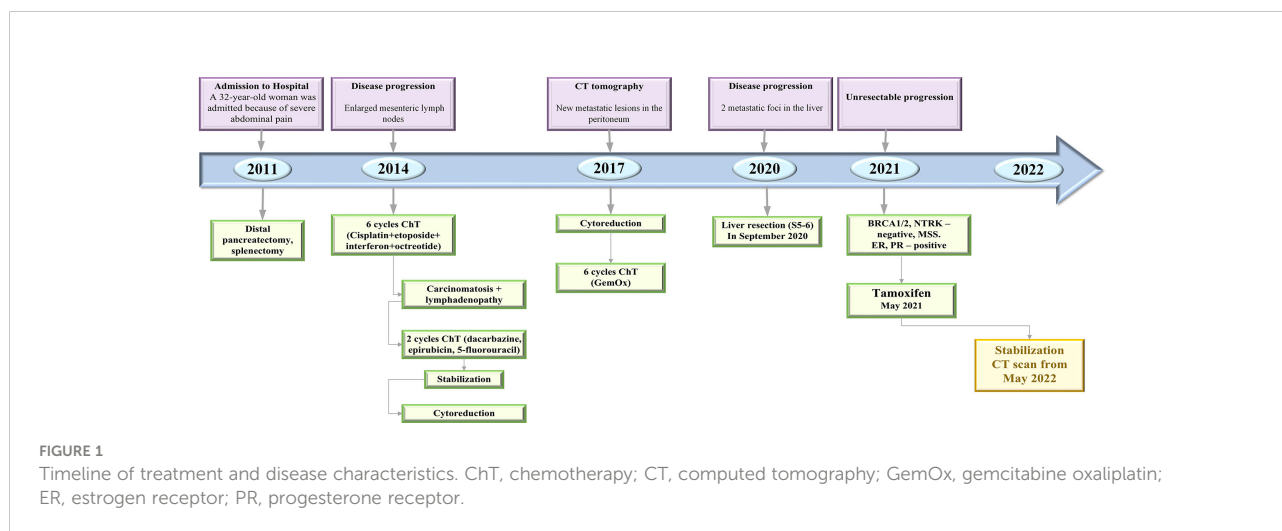 Admission to Hospital
A 32-year-old woman was
admitted because of severe
abdominal pain
Disease progression
Enlarged mesenteric lymph
nodes
CT tomography
New metastatic lesions in the
peritoneum
Disease progression
2 metastatic foci in the liver
Unresectable progression
2011
2014
2017
2020
2021
2022
Distal
pancreatectomy,
splenectomy
6 cycles ChT
(Cisplatin+etoposide+
interferon+octreotide)
Carcinomatosis +
lymphadenopathy
2 cycles ChT (dacarbazine,
epirubicin, 5-fluorouracil)
Stabilization
Cytoreduction
Cytoreduction
6 cycles ChT
(GemOx)
Liver resection (S5-6)
In September 2020
BRCA1/2, NTRK –
negative, MSS.
ER, PR – positive
Tamoxifen
May 2021
Stabilization
CT scan from
May 2022
FIGURE 1
Timeline of treatment and disease characteristics. ChT, chemotherapy; CT, computed tomography; GemOx, gemcitabine oxaliplatin;
ER, estrogen receptor; PR, progesterone receptor.